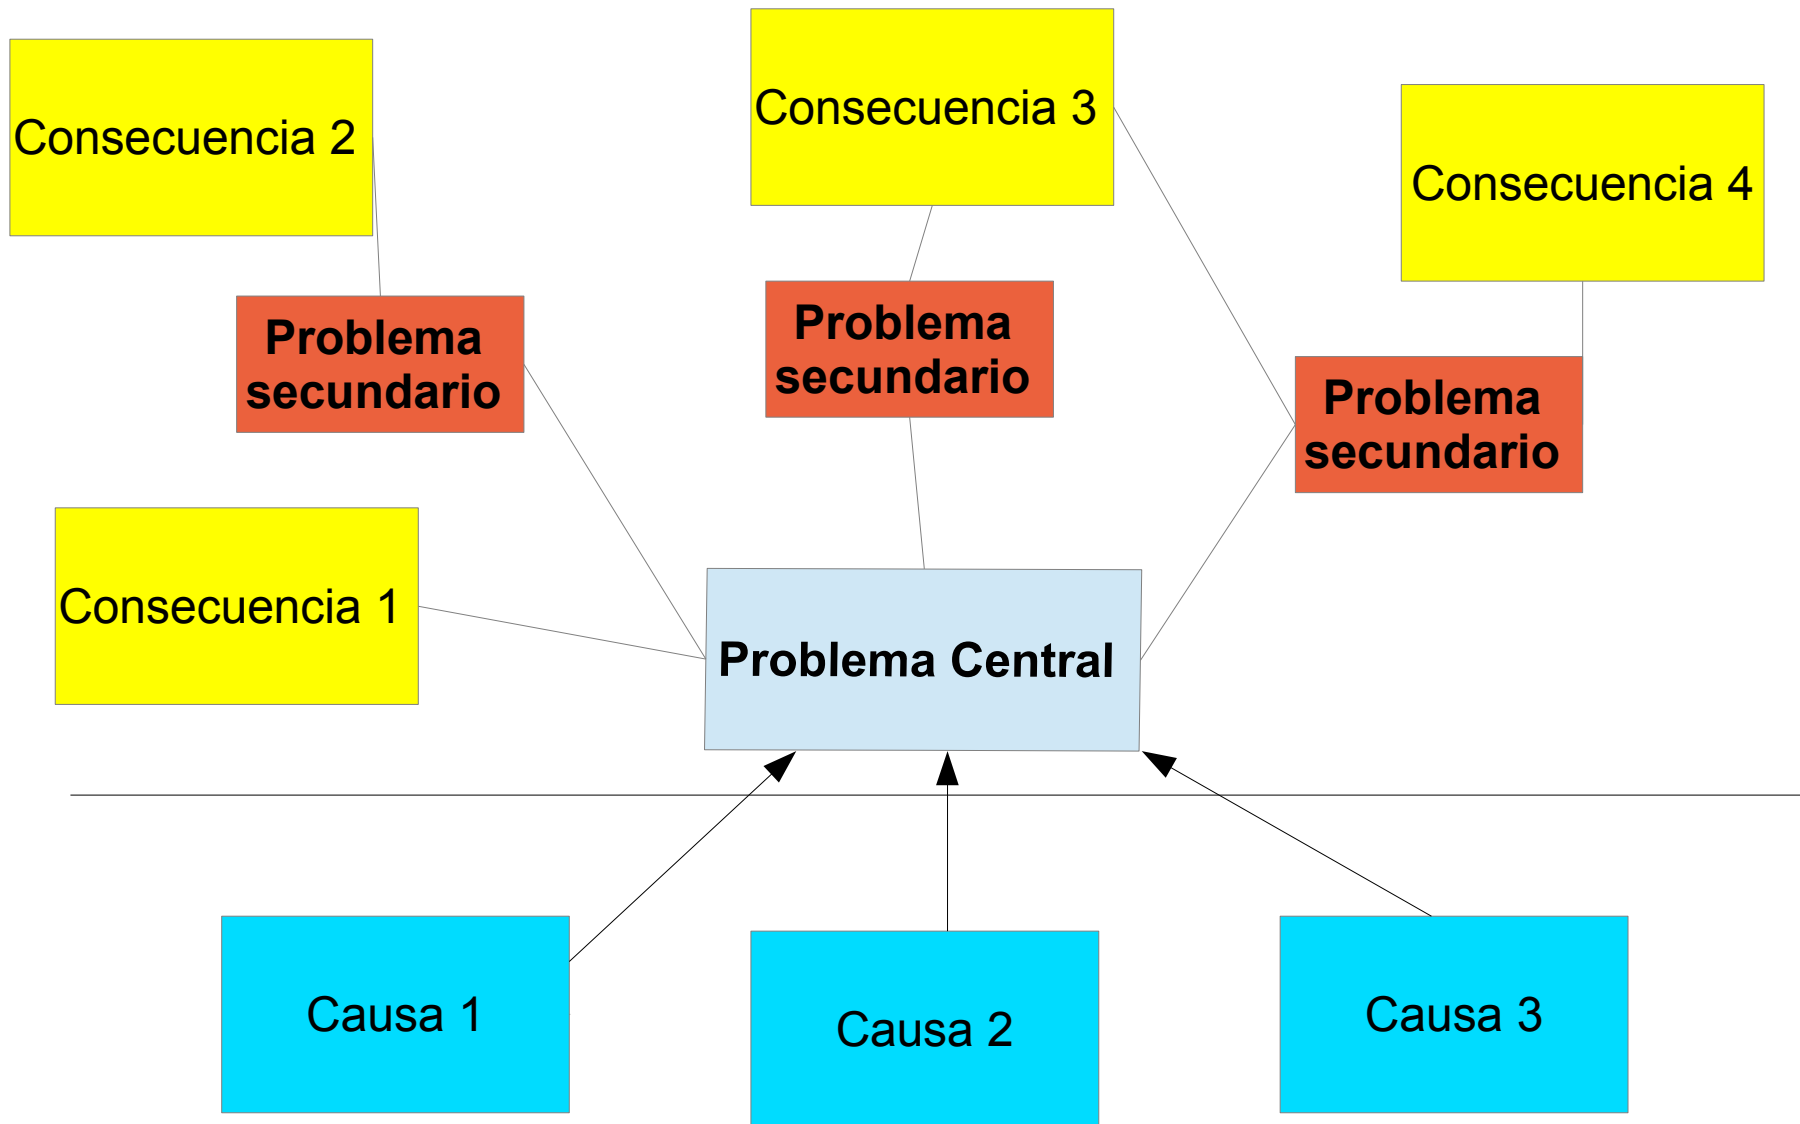 Consecuencia 2
Consecuencia 3
Consecuencia 4
Problema
secundario
Problema
secundario
Problema
secundario
Consecuencia 1
Problema Central
Causa 1
Causa 2
Causa 3